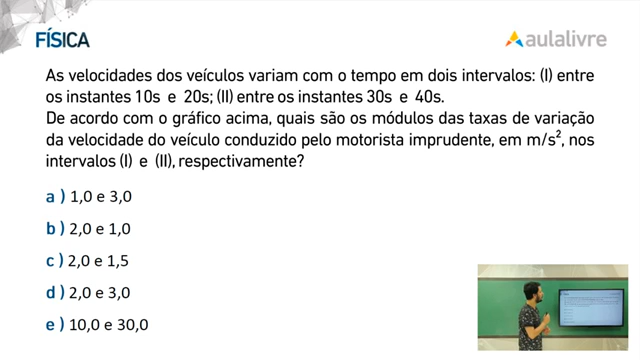 FÍSICA
aulalivre
As velocidades dos veículos variam com o tempo em dois intervalos: (I) entre
os instantes 10s e 20s; (II) entre os instantes 30s e 40s.
De acordo com o gráfico acima, quais são os módulos das taxas de variação
da velocidade do veículo conduzido pelo motorista imprudente, em m/s², nos
intervalos (I) e (II), respectivamente?
a ) 1,0 e 3,0
b ) 2,0 e 1,0
c ) 2,0 e 1,5
d ) 2,0 e 3,0
e ) 10,0 e 30,0